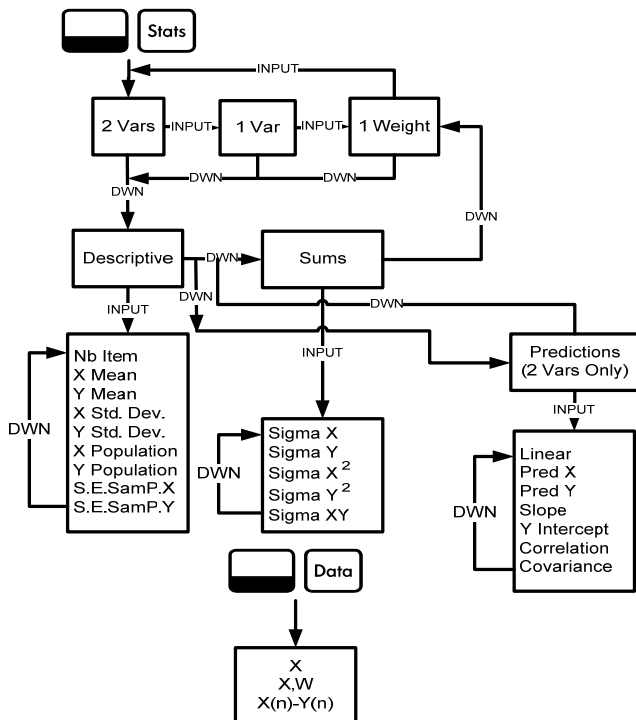 Stats
INPUT
2 Vars
INPUT
1 Var
INPUT
1 Weight
DWN
DWN
DWN
DWN
Descriptive
DWN
Sums
DWN
DWN
INPUT
INPUT
Predictions
(2 Vars Only)
INPUT
DWN
Nb Item
X Mean
Y Mean
X Std. Dev.
Y Std. Dev.
X Population
Y Population
S.E.SamP.X
S.E.SamP.Y
DWN
Sigma X
Sigma Y
Sigma X²
Sigma Y²
Sigma XY
DWN
Linear
Pred X
Pred Y
Slope
Y Intercept
Correlation
Covariance
Data
X
X,W
X(n)-Y(n)